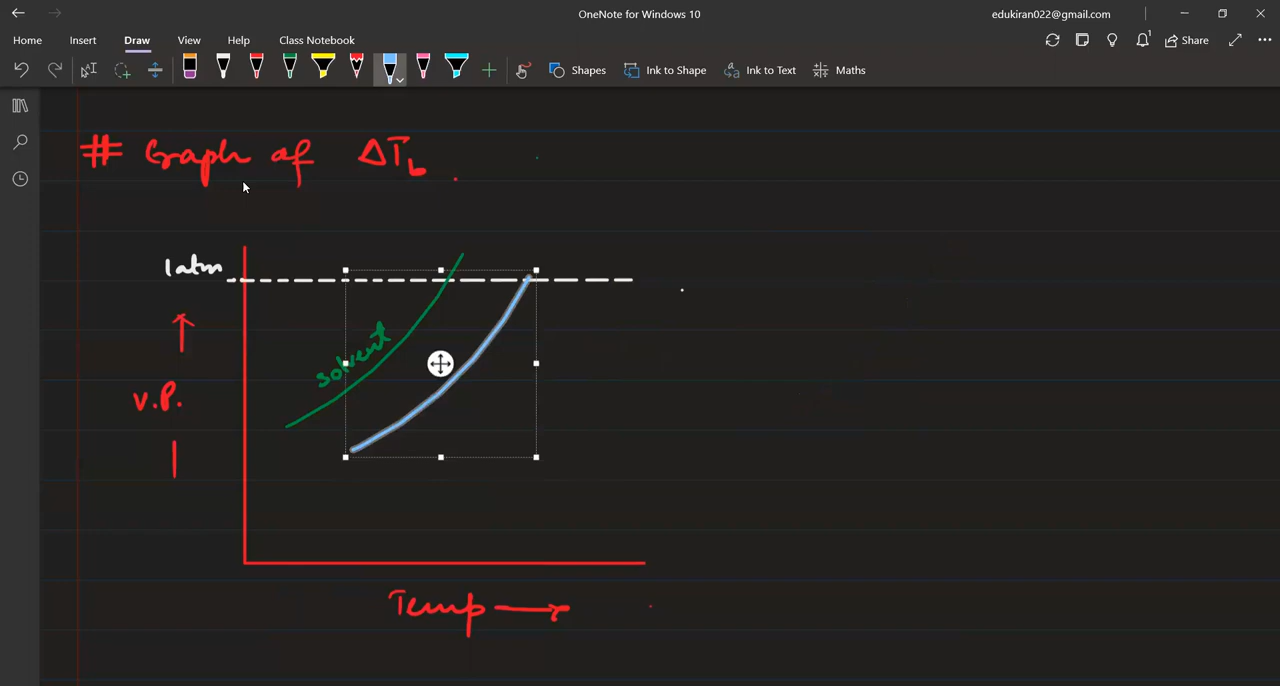 OneNote for Windows 10
edukiran022@gmail.com
Home Insert Draw View Help Class Notebook
Share
Shapes Ink to Shape Ink to Text Maths
# Graph of ΔTb
1atm
solvent
V.P.
Temp